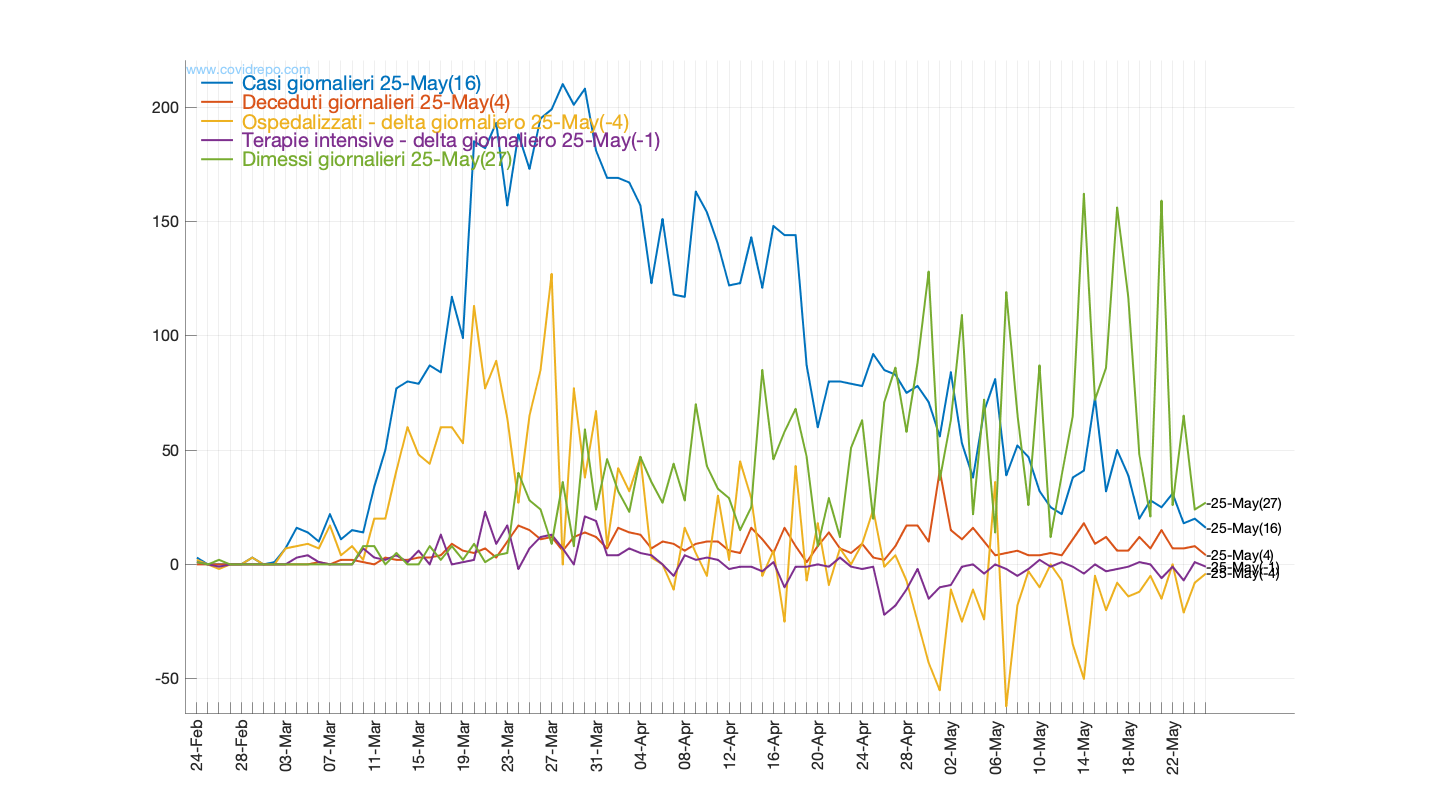 www.covidrepo.com
Casi giornalieri 25-May(16)
Deceduti giornalieri 25-May(4)
Ospedalizzati - delta giornaliero 25-May(-4)
Terapie intensive - delta giornaliero 25-May(-1)
Dimessi giornalieri 25-May(27)
200
150
100
50
0
-50
-25-May(27)
-25-May(16)
-25-May(4)
-25-May(-1)
-25-May(-4)
24-Feb
28-Feb
03-Mar
07-Mar
11-Mar
15-Mar
19-Mar
23-Mar
27-Mar
31-Mar
04-Apr
08-Apr
12-Apr
16-Apr
20-Apr
24-Apr
28-Apr
02-May
06-May
10-May
14-May
18-May
22-May